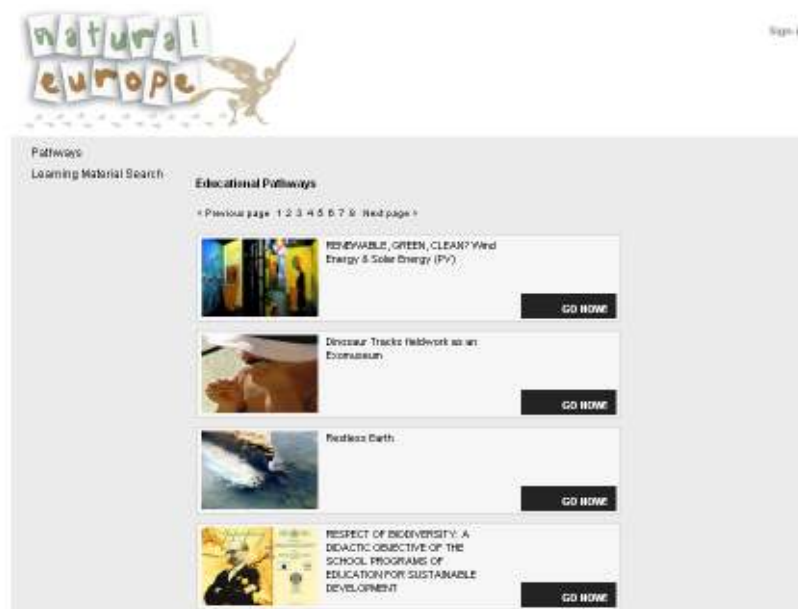 natural
europe
Sign
Pathways
Learning Material Search
Educational Pathways
< Previous page 1 2 3 4 5 6 7 8 Next page >
RENEWABLE, GREEN, CLEAN? Wind
Energy & Solar Energy (PV)
GO NOW!
Dinosaur Tracks fieldwork as an
Exomuseum
GO NOW!
Restless Earth
GO NOW!
RESPECT OF BIODIVERSITY: A
DIDACTIC OBJECTIVE OF THE
SCHOOL PROGRAMS OF
EDUCATION FOR SUSTAINABLE
DEVELOPMENT
GO NOW!